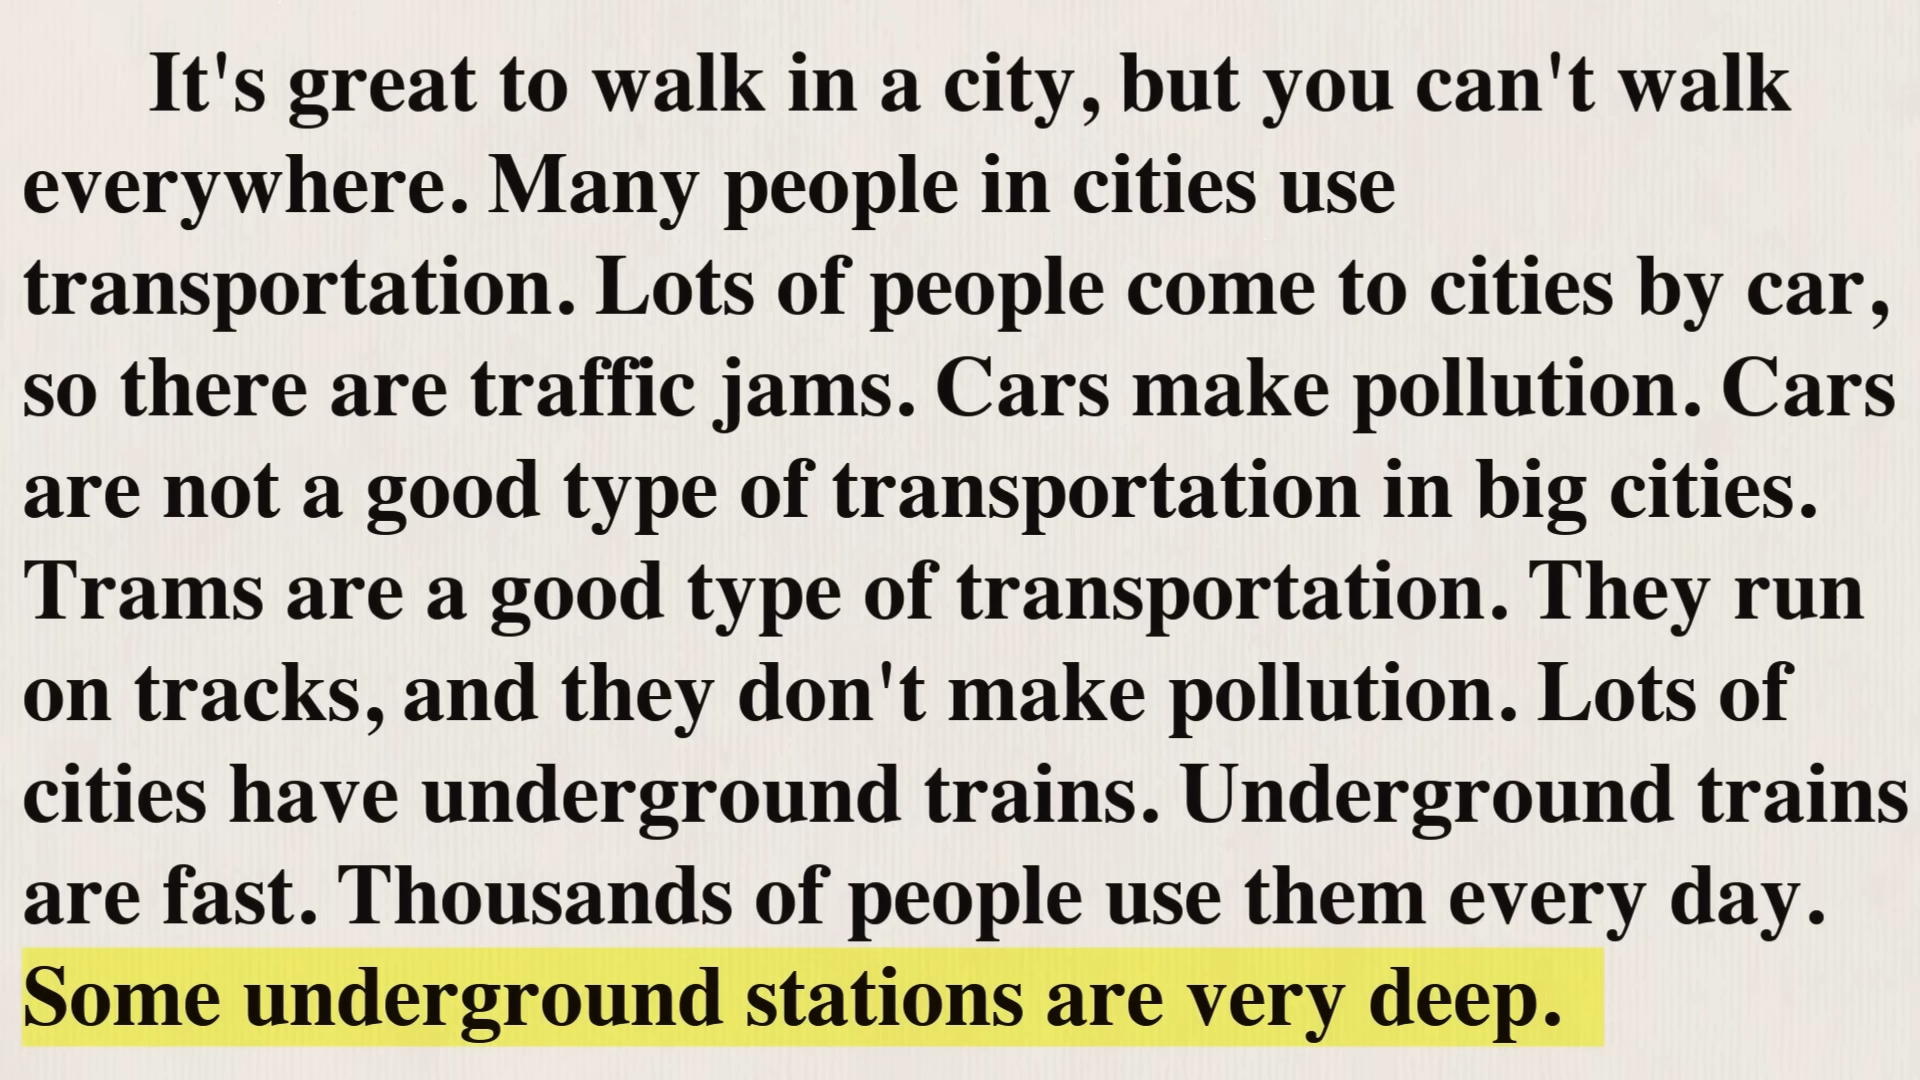 It's great to walk in a city, but you can't walk
everywhere. Many people in cities use
transportation. Lots of people come to cities by car,
so there are traffic jams. Cars make pollution. Cars
are not a good type of transportation in big cities.
Trams are a good type of transportation. They run
on tracks, and they don't make pollution. Lots of
cities have underground trains. Underground trains
are fast. Thousands of people use them every day.
Some underground stations are very deep.